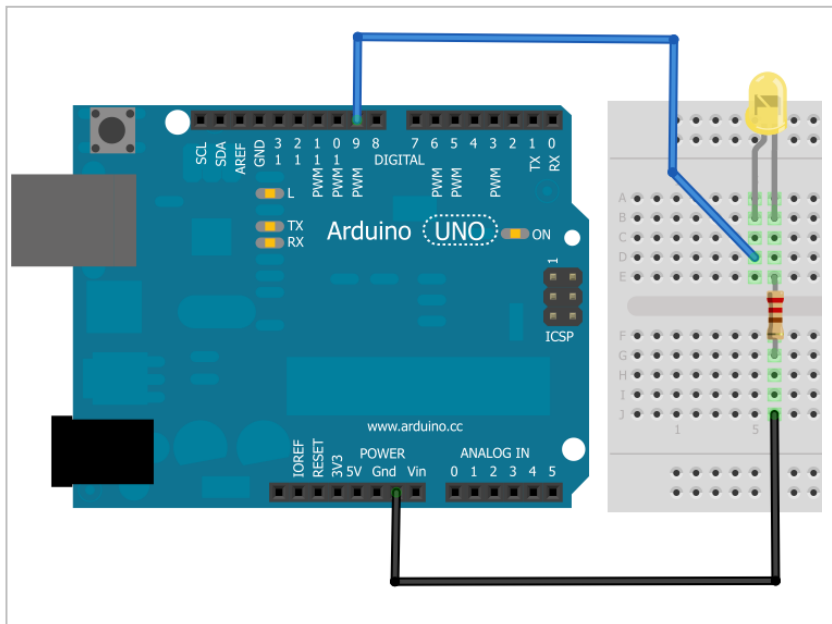 SCL
SDA
AREF
GND
13
12
PWM 11
PWM 10
PWM 9
8
DIGITAL
7
PWM 6
PWM 5
4
PWM 3
2
TX 1
RX 0
L
TX
RX
Arduino UNO
ON
1
ICSP
www.arduino.cc
POWER
ANALOG IN
IOREF
RESET
3V3
5V
Gnd
Vin
0 1 2 3 4 5
A
B
C
D
E
F
G
H
I
J
1 5